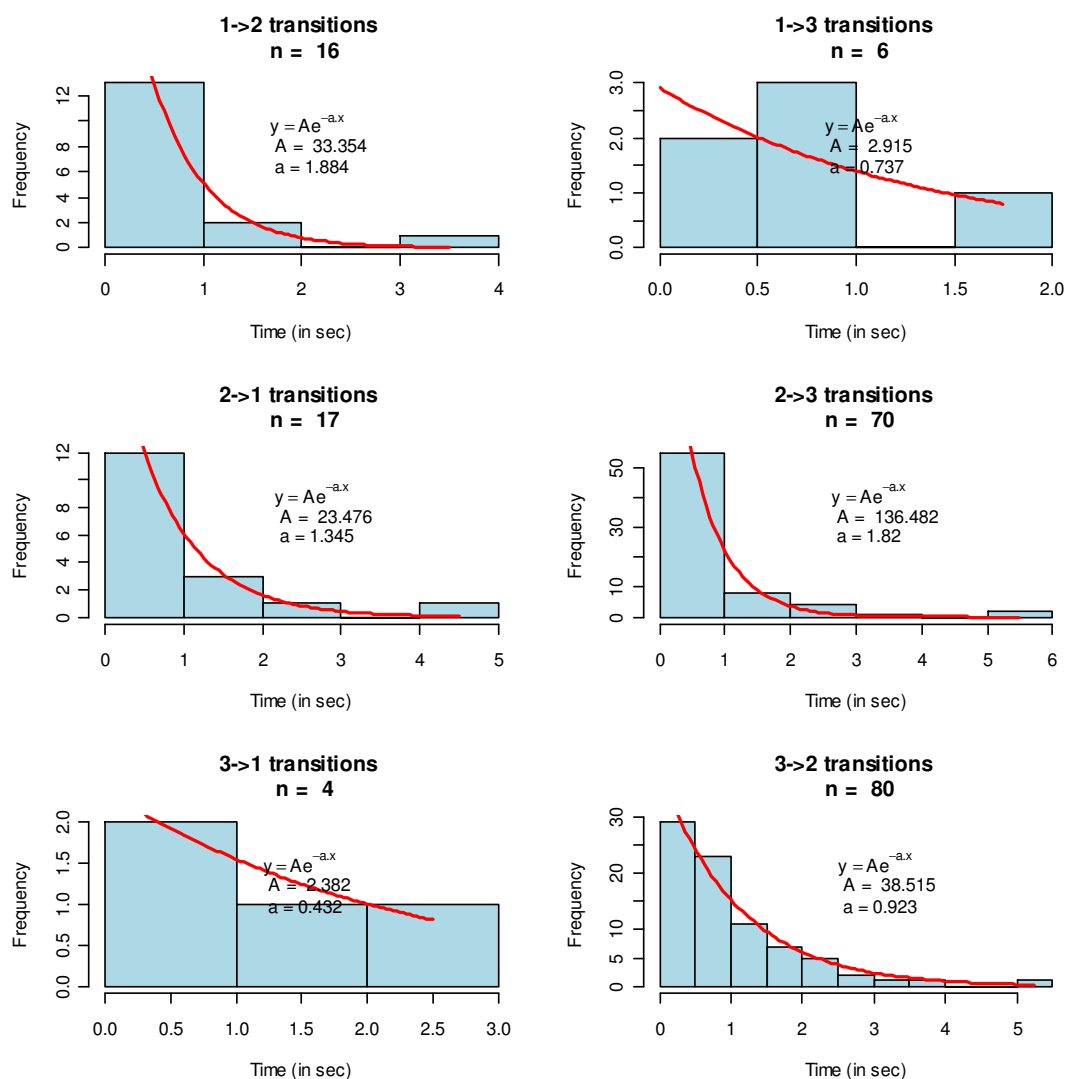 1->2 transitions
n = 16
Frequency
0 2 4 6 8 12
y = Ae^−a.x
A = 33.354
a = 1.884
0 1 2 3 4
Time (in sec)
1->3 transitions
n = 6
Frequency
0.0 1.0 2.0 3.0
y = Ae^−a.x
A = 2.915
a = 0.737
0.0 0.5 1.0 1.5 2.0
Time (in sec)
2->1 transitions
n = 17
Frequency
0 2 4 6 8 12
y = Ae^−a.x
A = 23.476
a = 1.345
0 1 2 3 4 5
Time (in sec)
2->3 transitions
n = 70
Frequency
0 10 30 50
y = Ae^−a.x
A = 136.482
a = 1.82
0 1 2 3 4 5 6
Time (in sec)
3->1 transitions
n = 4
Frequency
0.0 0.5 1.0 1.5 2.0
y = Ae^−a.x
A = 2.382
a = 0.432
0.0 0.5 1.0 1.5 2.0 2.5 3.0
Time (in sec)
3->2 transitions
n = 80
Frequency
0 5 10 20 30
y = Ae^−a.x
A = 38.515
a = 0.923
0 1 2 3 4 5
Time (in sec)